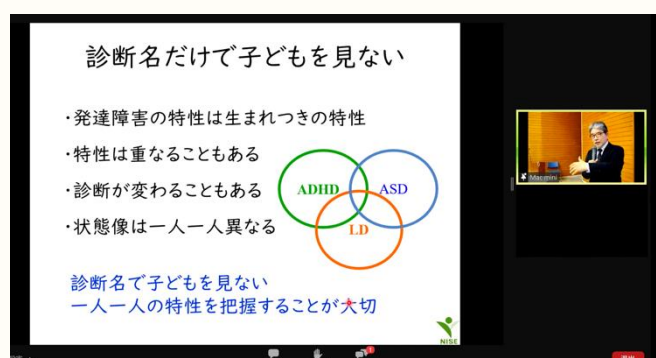 診断名だけで子どもを見ない
・発達障害の特性は生まれつきの特性
・特性は重なることもある
・診断が変わることもある
・状態像は一人一人異なる
ADHD
ASD
LD
診断名で子どもを見ない
一人一人の特性を把握することが大切
NISE
Macmini
退出